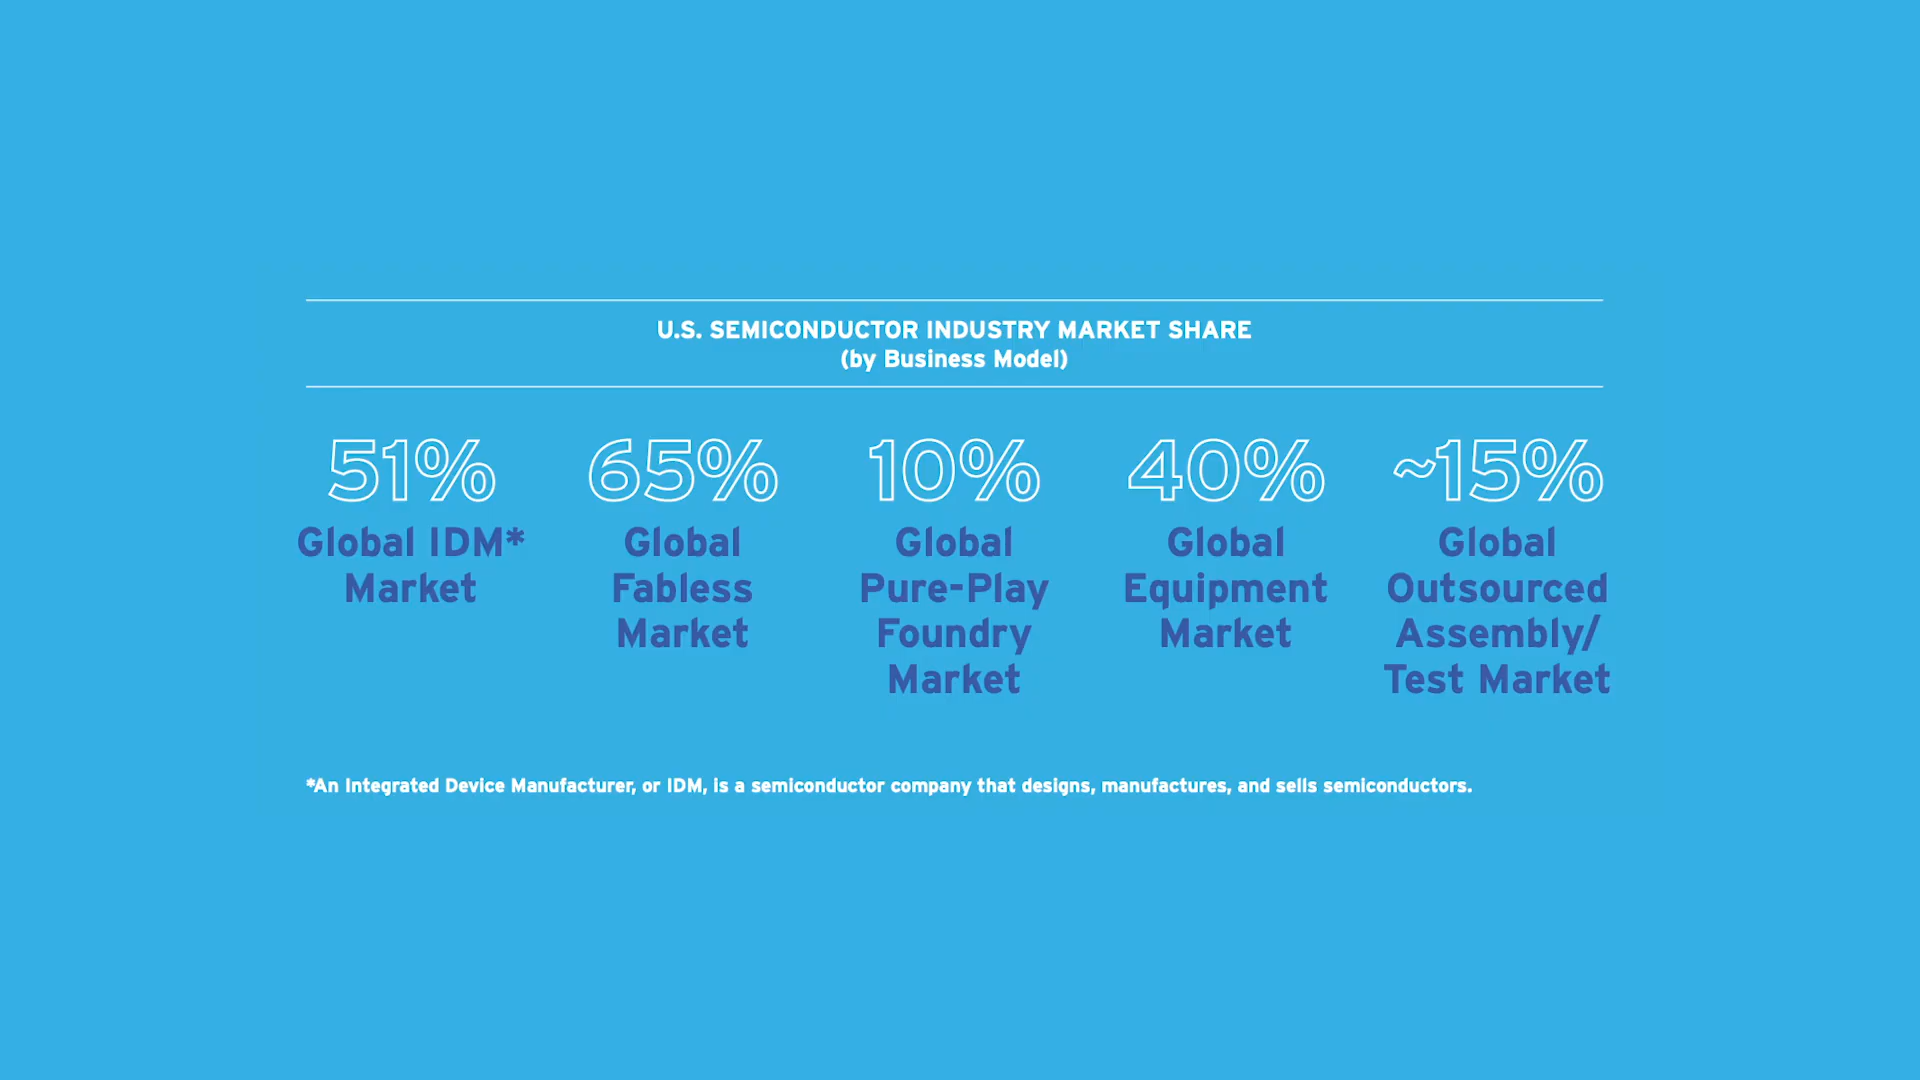 U.S. SEMICONDUCTOR INDUSTRY MARKET SHARE
(by Business Model)
51%
Global IDM*
Market
65%
Global
Fabless
Market
10%
Global
Pure-Play
Foundry
Market
40%
Global
Equipment
Market
~15%
Global
Outsourced
Assembly/
Test Market
*An Integrated Device Manufacturer, or IDM, is a semiconductor company that designs, manufactures, and sells semiconductors.